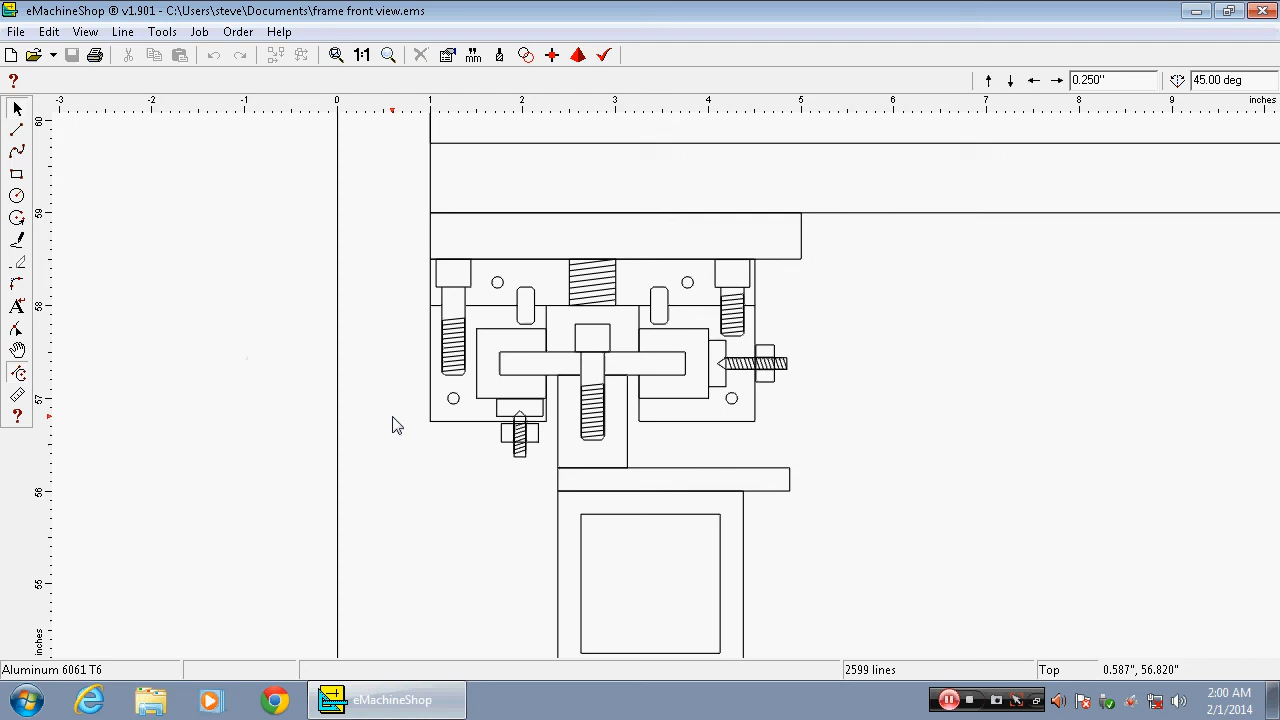 eMachineShop ® v1.901 - C:\Users\steve\Documents\frame front view.ems
File Edit View Line Tools Job Order Help
1:1 mm
? 0.250" 45.00 deg
-3 -2 -1 0 1 2 3 4 5 6 7 8 9 inches
60
59
58
57
56
55
inches
A
?
Aluminum 6061 T6 2599 lines Top 0.587", 56.820"
eMachineShop 2:00 AM
2/1/2014